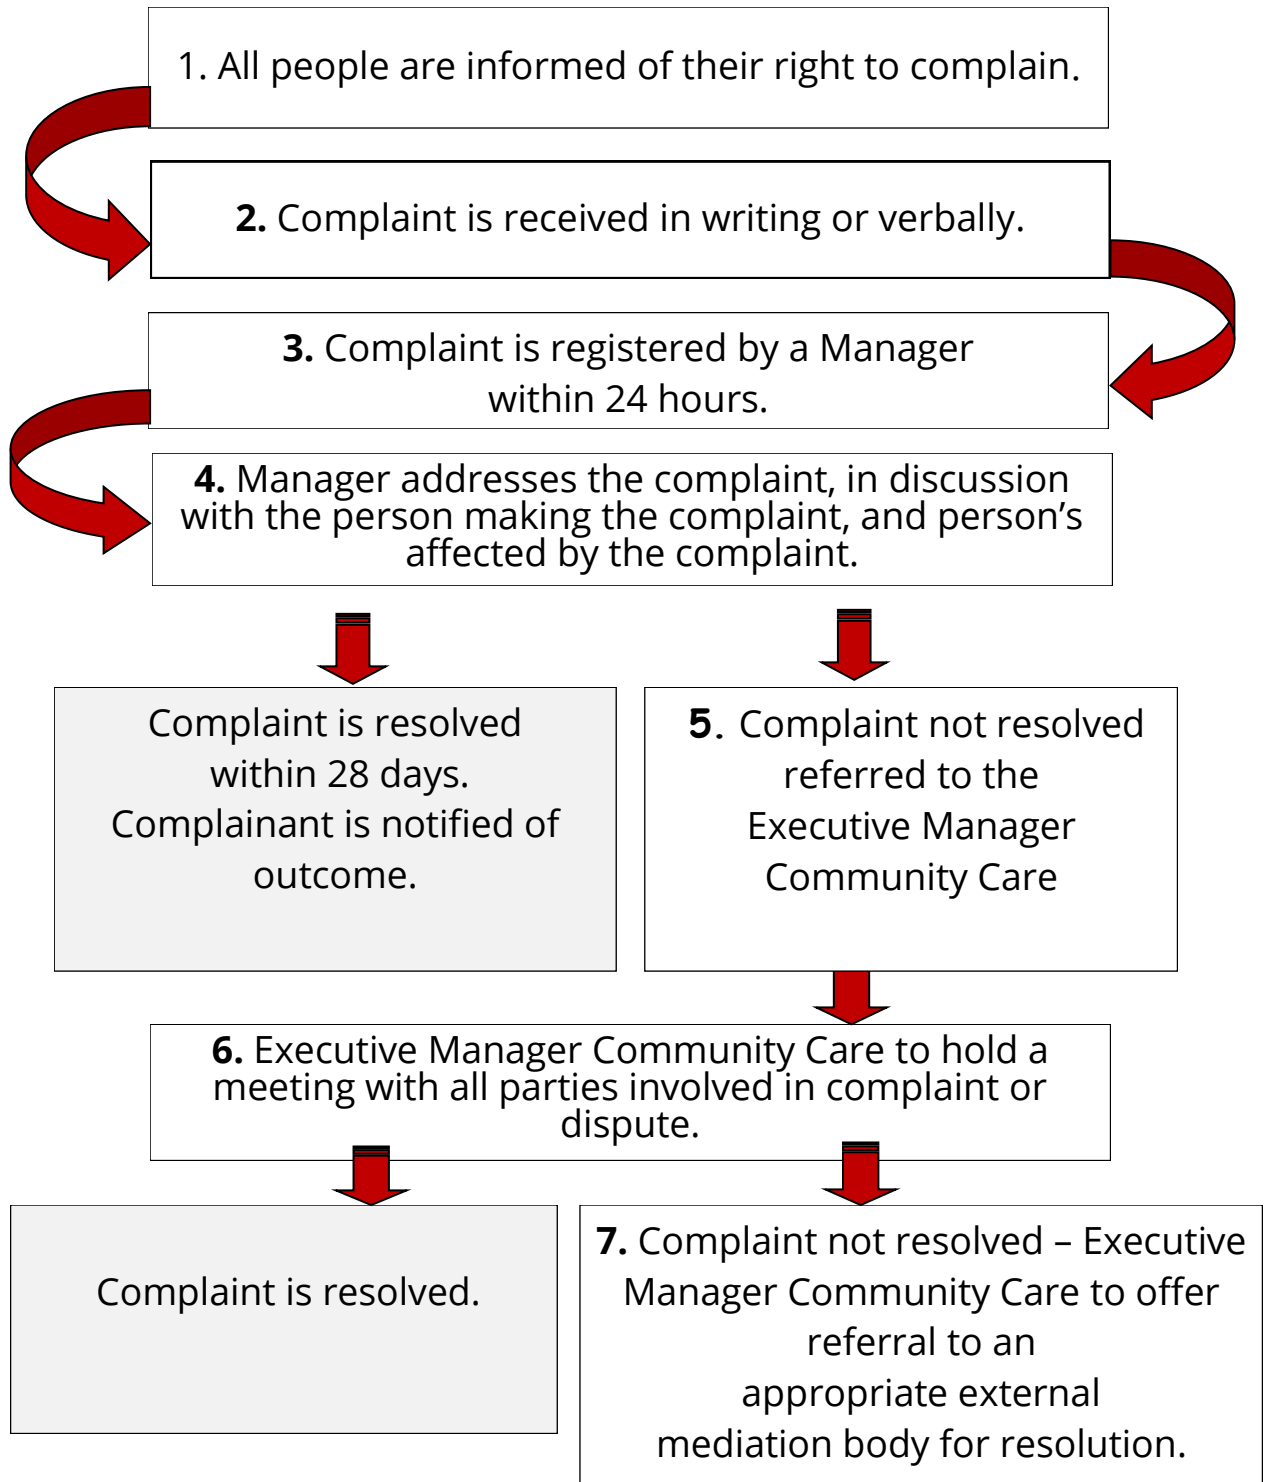 1. All people are informed of their right to complain.
2. Complaint is received in writing or verbally.
3. Complaint is registered by a Manager
within 24 hours.
4. Manager addresses the complaint, in discussion
with the person making the complaint, and person’s
affected by the complaint.
Complaint is resolved
within 28 days.
Complainant is notified of
outcome.
5. Complaint not resolved
referred to the
Executive Manager
Community Care
6. Executive Manager Community Care to hold a
meeting with all parties involved in complaint or
dispute.
Complaint is resolved.
7. Complaint not resolved – Executive
Manager Community Care to offer
referral to an
appropriate external
mediation body for resolution.